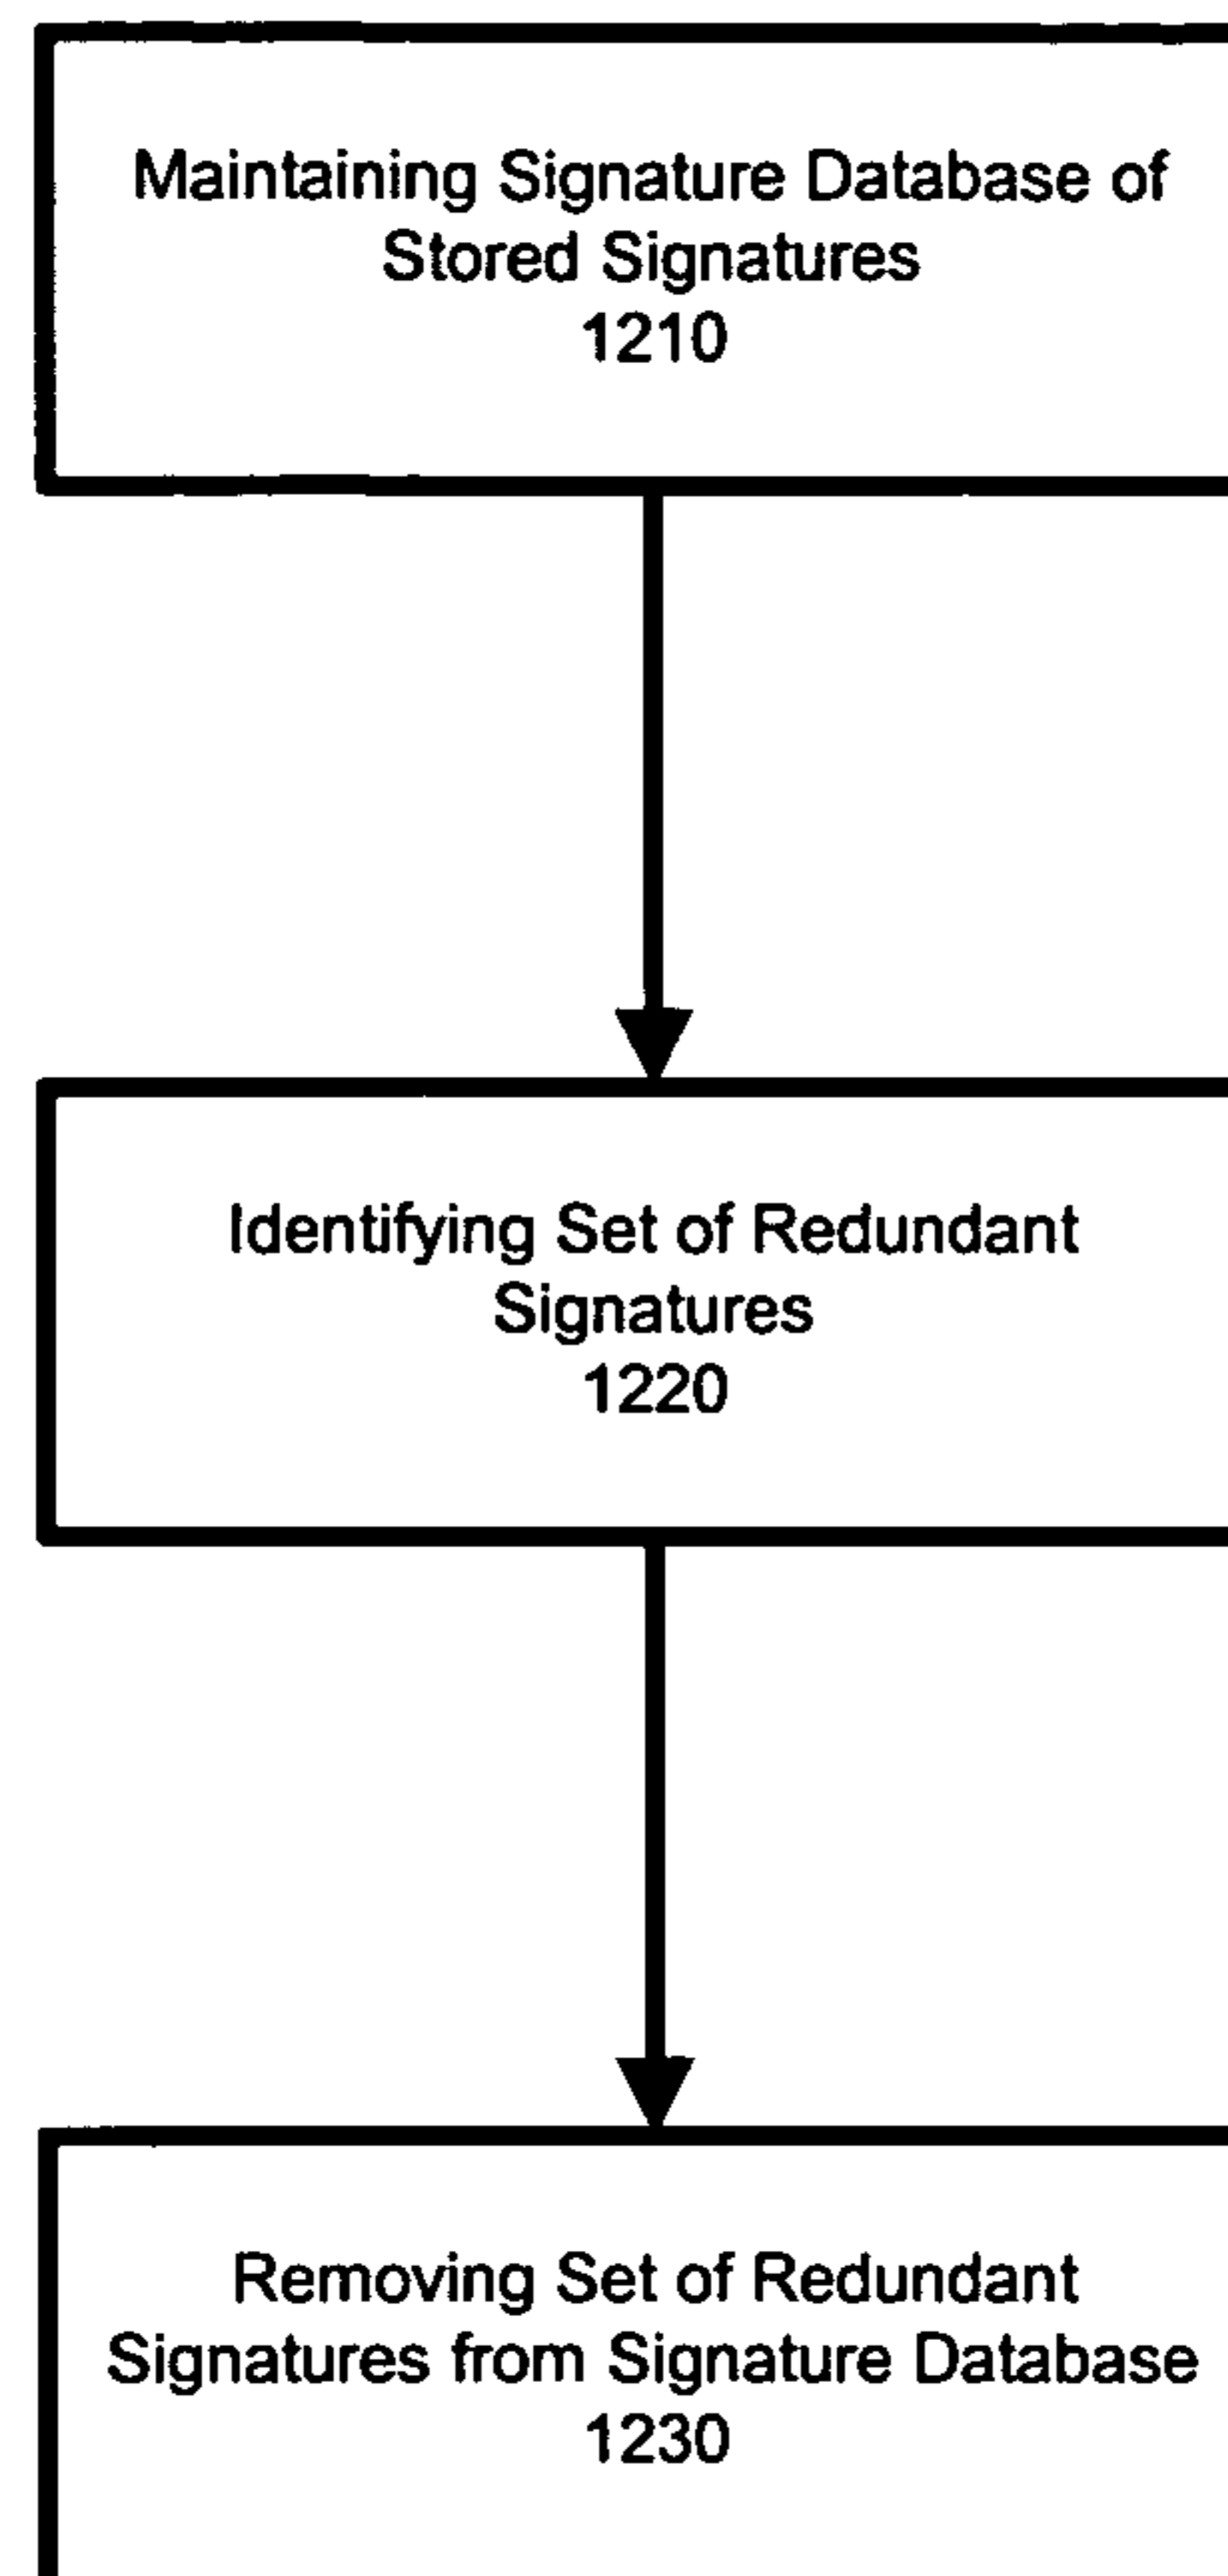 Maintaining Signature Database of
Stored Signatures
1210
Identifying Set of Redundant
Signatures
1220
Removing Set of Redundant
Signatures from Signature Database
1230